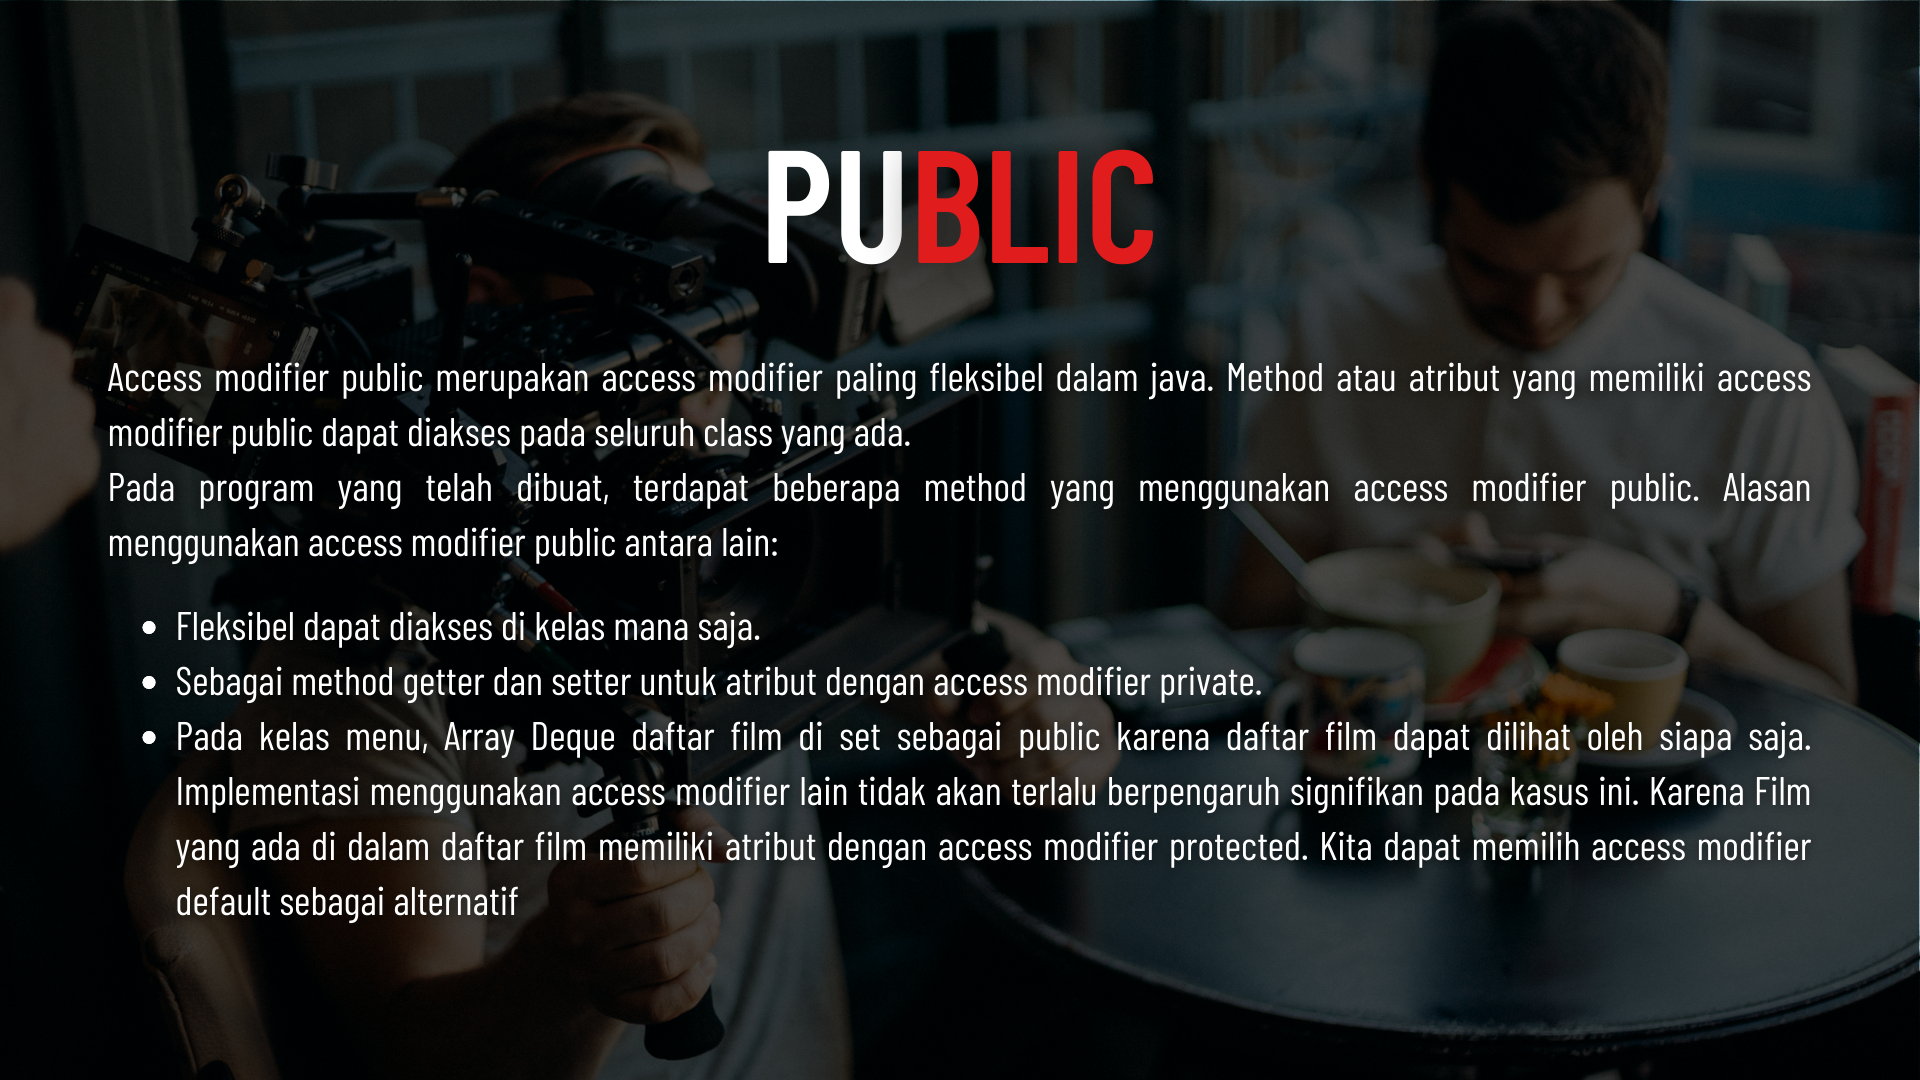 PUBLIC
Access modifier public merupakan access modifier paling fleksibel dalam java. Method atau atribut yang memiliki access
modifier public dapat diakses pada seluruh class yang ada.
Pada program yang telah dibuat, terdapat beberapa method yang menggunakan access modifier public. Alasan
menggunakan access modifier public antara lain:
• Fleksibel dapat diakses di kelas mana saja.
• Sebagai method getter dan setter untuk atribut dengan access modifier private.
• Pada kelas menu, Array Deque daftar film di set sebagai public karena daftar film dapat dilihat oleh siapa saja.
Implementasi menggunakan access modifier lain tidak akan terlalu berpengaruh signifikan pada kasus ini. Karena Film
yang ada di dalam daftar film memiliki atribut dengan access modifier protected. Kita dapat memilih access modifier
default sebagai alternatif